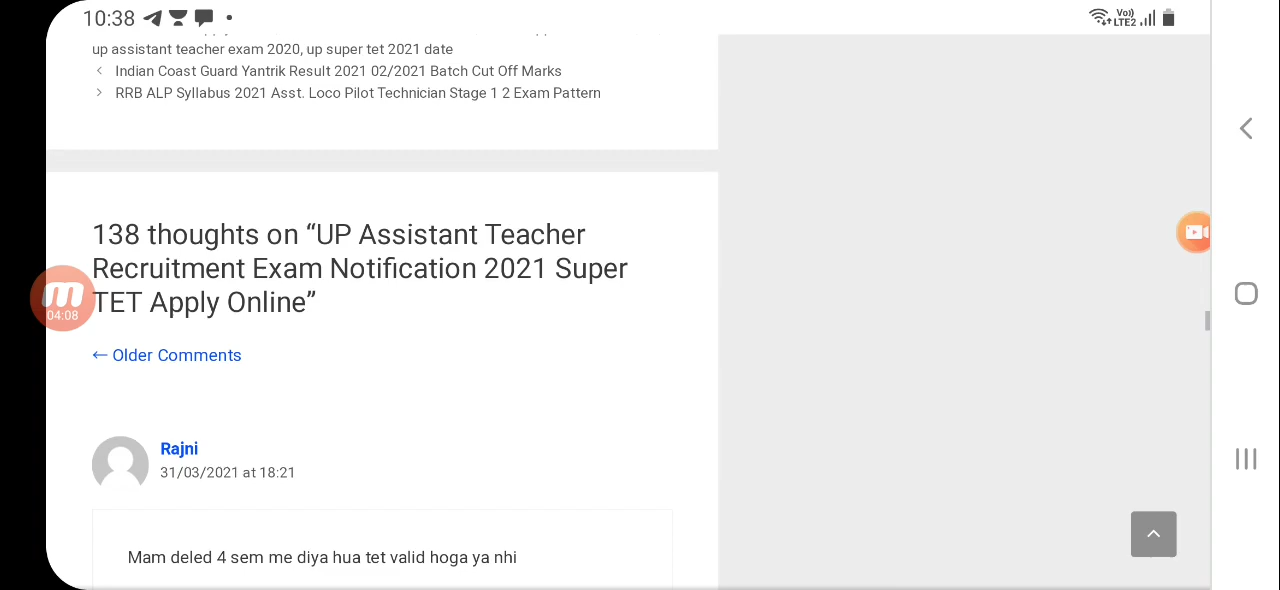 10:38
Vo)) LTE2
up assistant teacher exam 2020, up super tet 2021 date
Indian Coast Guard Yantrik Result 2021 02/2021 Batch Cut Off Marks
RRB ALP Syllabus 2021 Asst. Loco Pilot Technician Stage 1 2 Exam Pattern
138 thoughts on “UP Assistant Teacher
Recruitment Exam Notification 2021 Super
TET Apply Online”
04:08
← Older Comments
Rajni
31/03/2021 at 18:21
Mam deled 4 sem me diya hua tet valid hoga ya nhi